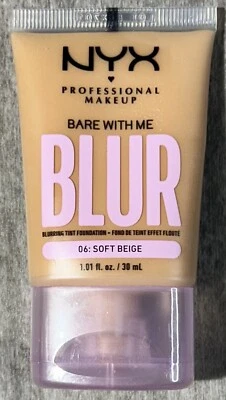 NYX
PROFESSIONAL
MAKEUP
BARE WITH ME
BLUR
BLURRING TINT FOUNDATION • FOND DE TEINT EFFET FLOUTÉ
06: SOFT BEIGE
1.01 fl. oz. / 30 mL